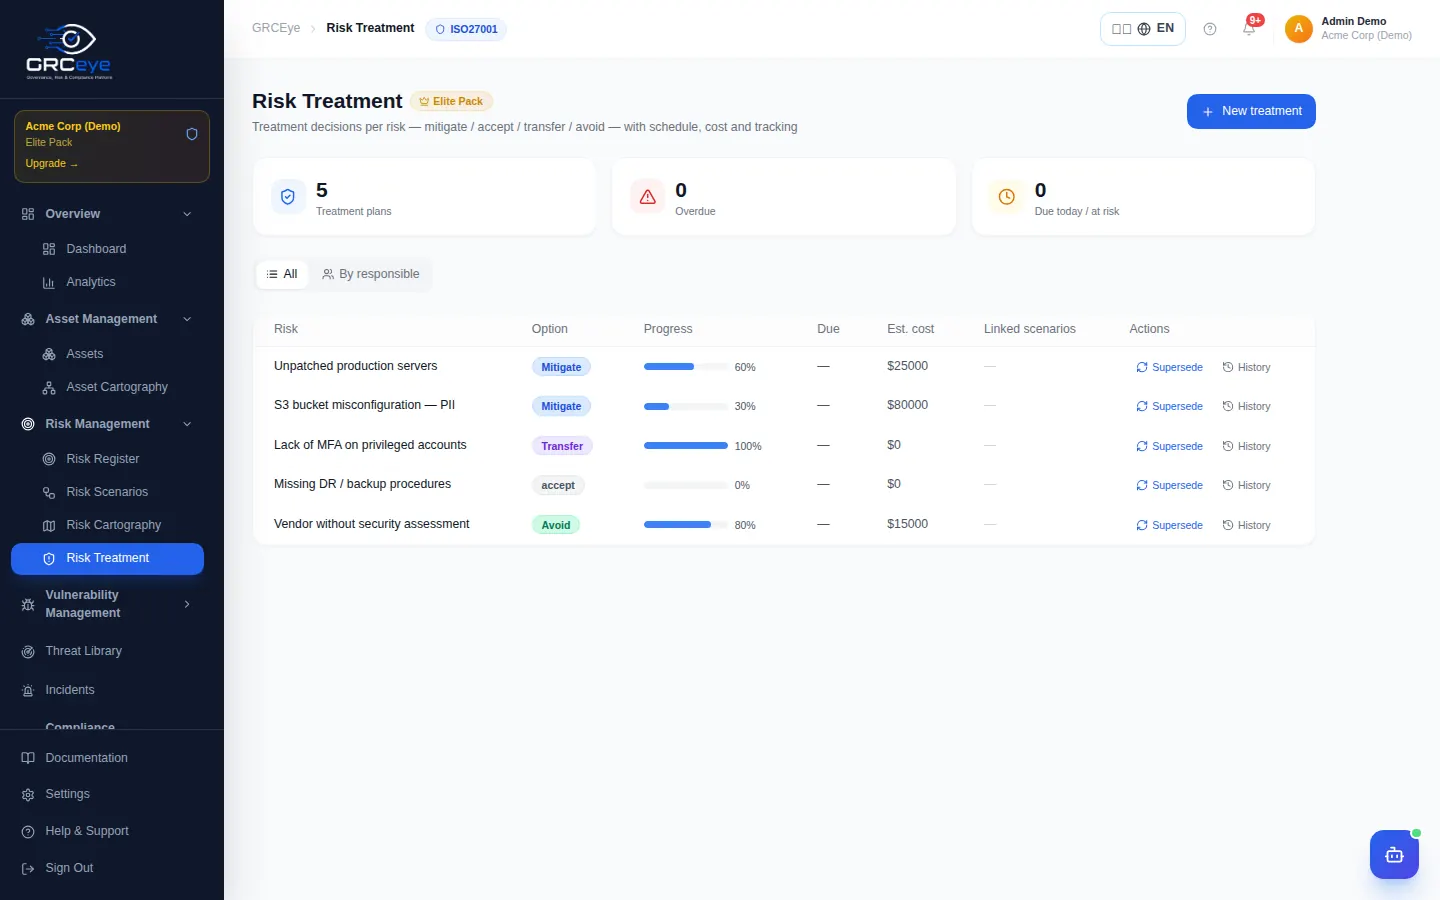 GRCeye
Governance, Risk & Compliance Platform
Acme Corp (Demo)
Elite Pack
Upgrade →
Overview
Dashboard
Analytics
Asset Management
Assets
Asset Cartography
Risk Management
Risk Register
Risk Scenarios
Risk Cartography
Risk Treatment
Vulnerability
Management
Threat Library
Incidents
Compliance
Documentation
Settings
Help & Support
Sign Out
GRCEye > Risk Treatment ISO27001
EN
9+
A
Admin Demo
Acme Corp (Demo)
Risk Treatment Elite Pack
Treatment decisions per risk — mitigate / accept / transfer / avoid — with schedule, cost and tracking
+ New treatment
5
Treatment plans
0
Overdue
0
Due today / at risk
All By responsible
Risk Option Progress Due Est. cost Linked scenarios Actions
Unpatched production servers Mitigate 60% — $25000 — Supersede History
S3 bucket misconfiguration — PII Mitigate 30% — $80000 — Supersede History
Lack of MFA on privileged accounts Transfer 100% — $0 — Supersede History
Missing DR / backup procedures accept 0% — $0 — Supersede History
Vendor without security assessment Avoid 80% — $15000 — Supersede History